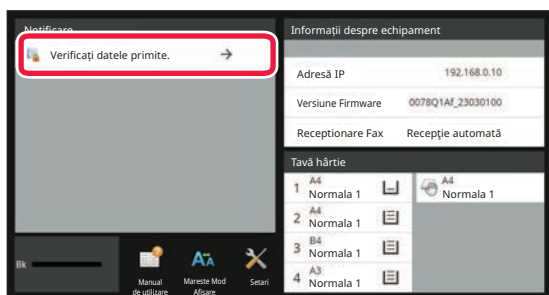 Notificare
Verificați datele primite.
Informații despre echipament
Adresă IP 192.168.0.10
Versiune Firmware 0078Q1Af_23030100
Receptionare Fax Recepţie automată
Tavă hârtie
1 A4
Normala 1
A4
Normala 1
2 A4
Normala 1
3 B4
Normala 1
4 A3
Normala 1
Bk
Manual
de utilizare
Mareste Mod
Afisare
Setari